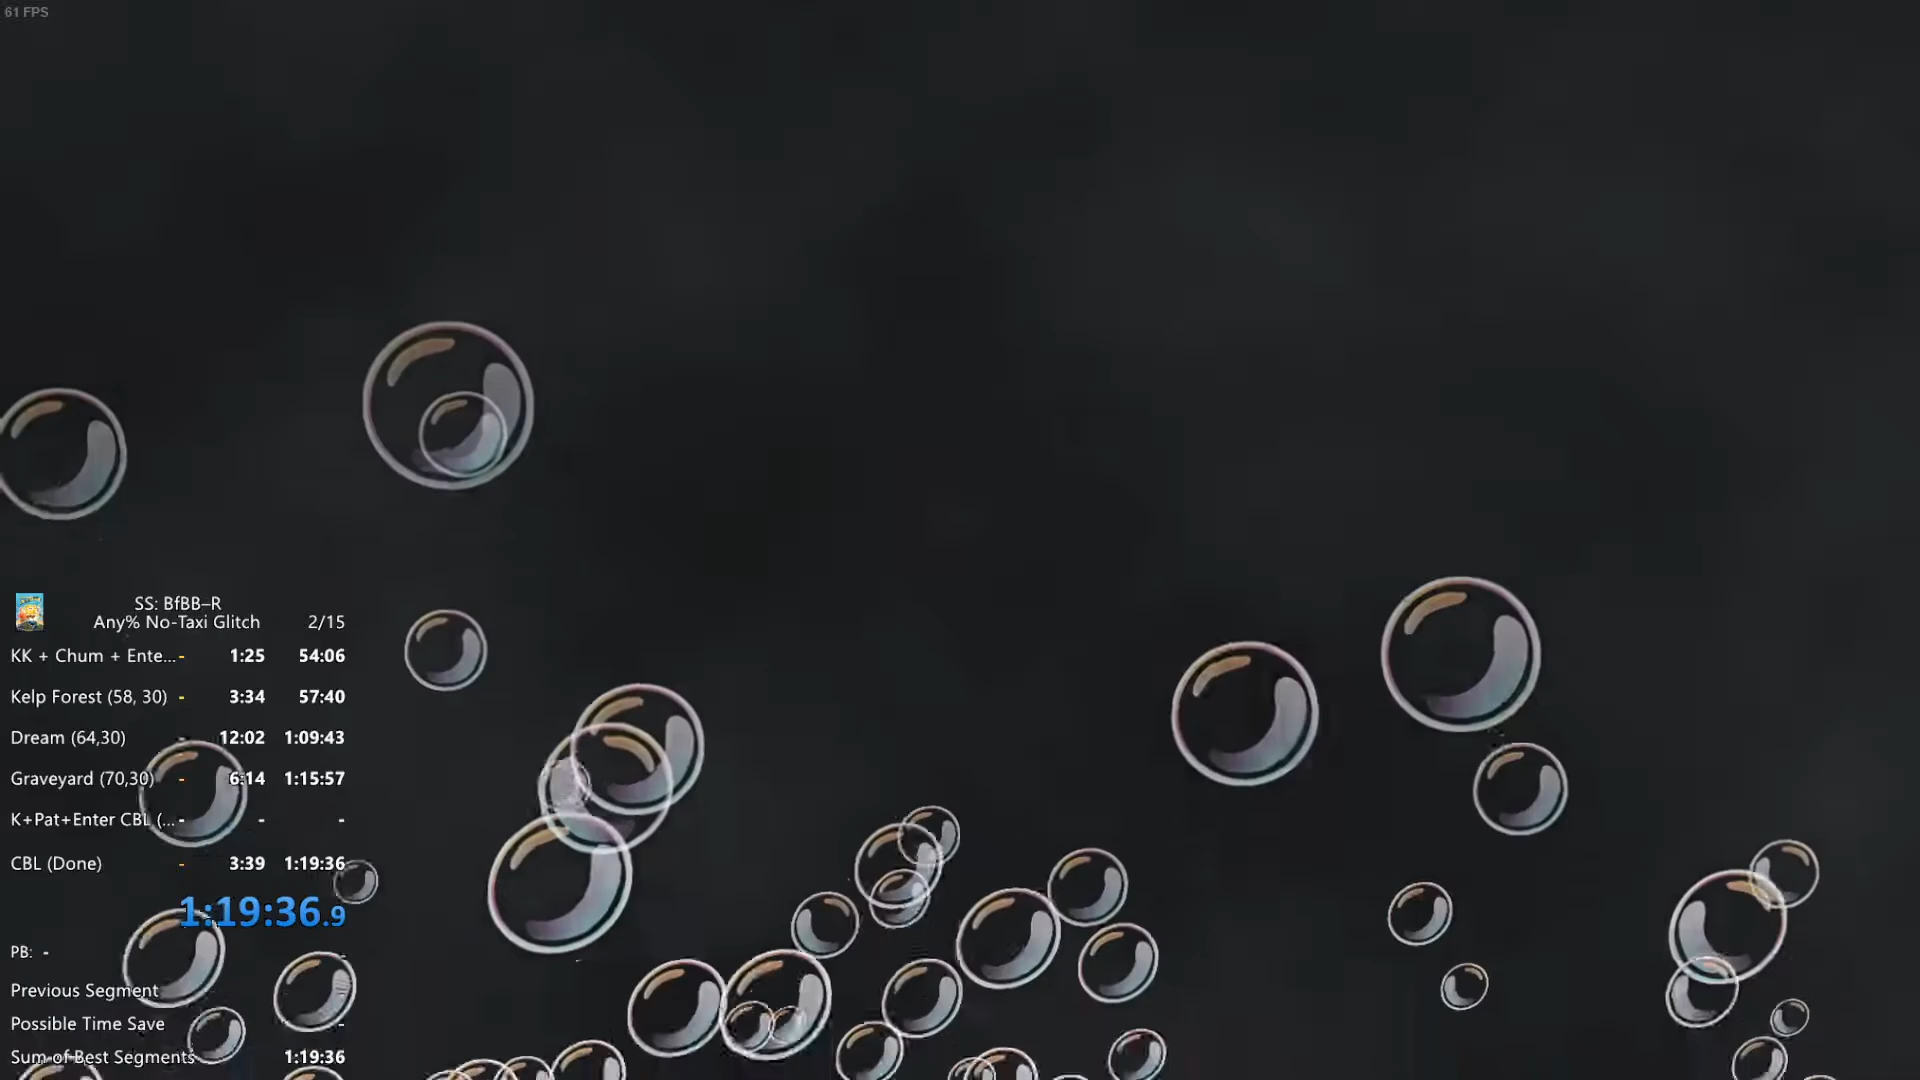 61 FPS
SS: BfBB–R
Any% No-Taxi Glitch 2/15
KK + Chum + Ente... - 1:25 54:06
Kelp Forest (58, 30) - 3:34 57:40
Dream (64,30) - 12:02 1:09:43
Graveyard (70,30) - 6:14 1:15:57
K+Pat+Enter CBL (... - - -
CBL (Done) - 3:39 1:19:36
1:19:36.9
PB: - -
Previous Segment
Possible Time Save -
Sum of Best Segments 1:19:36